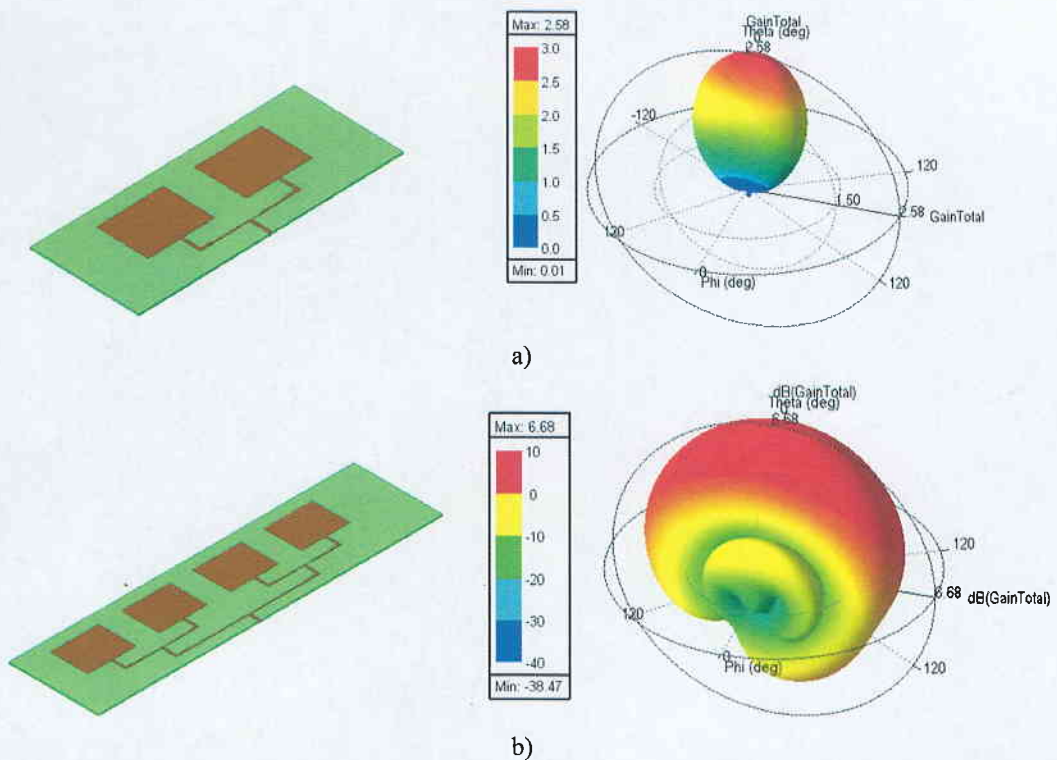 Max: 2.58
3.0
2.5
2.0
1.5
1.0
0.5
0.0
Min: 0.01
GainTotal
Theta (deg)
0
2.58
-120
120
1.50
2.58 GainTotal
120
-0
Phi (deg)
120
a)
Max: 6.68
10
0
-10
-20
-30
-40
Min: -38.47
dB(GainTotal)
Theta (deg)
0
6.68
120
6.68 dB(GainTotal)
120
-0
Phi (deg)
120
b)